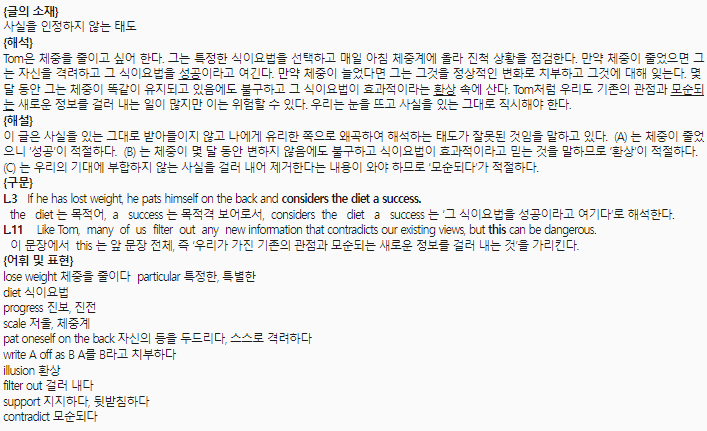 {글의 소재}
사실을 인정하지 않는 태도
{해석}
Tom은 체중을 줄이고 싶어 한다. 그는 특정한 식이요법을 선택하고 매일 아침 체중계에 올라 진척 상황을 점검한다. 만약 체중이 줄었으면 그
는 자신을 격려하고 그 식이요법을 성공이라고 여긴다. 만약 체중이 늘었다면 그는 그것을 정상적인 변화로 치부하고 그것에 대해 잊는다. 몇
달 동안 그는 체중이 똑같이 유지되고 있음에도 불구하고 그 식이요법이 효과적이라는 환상 속에 산다. Tom처럼 우리도 기존의 관점과 모순되
는 새로운 정보를 걸러 내는 일이 많지만 이는 위험할 수 있다. 우리는 눈을 뜨고 사실을 있는 그대로 직시해야 한다.
{해설}
이 글은 사실을 있는 그대로 받아들이지 않고 나에게 유리한 쪽으로 왜곡하여 해석하는 태도가 잘못된 것임을 말하고 있다. (A) 는 체중이 줄었
으니 '성공'이 적절하다. (B) 는 체중이 몇 달 동안 변하지 않음에도 불구하고 식이요법이 효과적이라고 믿는 것을 말하므로 '환상'이 적절하다.
(C) 는 우리의 기대에 부합하지 않는 사실을 걸러 내어 제거한다는 내용이 와야 하므로 '모순되다'가 적절하다.
{구문}
L.3 If he has lost weight, he pats himself on the back and considers the diet a success.
the diet 는 목적어, a success 는 목적격 보어로서, considers the diet a success 는 '그 식이요법을 성공이라고 여기다'로 해석한다.
L.11 Like Tom, many of us filter out any new information that contradicts our existing views, but this can be dangerous.
이 문장에서 this 는 앞 문장 전체, 즉 '우리가 가진 기존의 관점과 모순되는 새로운 정보를 걸러 내는 것'을 가리킨다.
{어휘 및 표현}
lose weight 체중을 줄이다 particular 특정한, 특별한
diet 식이요법
progress 진보, 진전
scale 저울, 체중계
pat oneself on the back 자신의 등을 두드리다, 스스로 격려하다
write A off as B A를 B라고 치부하다
illusion 환상
filter out 걸러 내다
support 지지하다, 뒷받침하다
contradict 모순되다